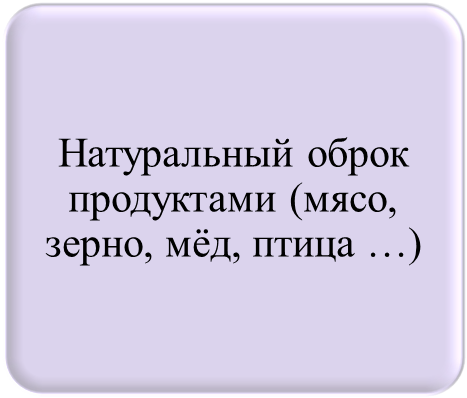 Натуральный оброк
продуктами (мясо,
зерно, мёд, птица …)